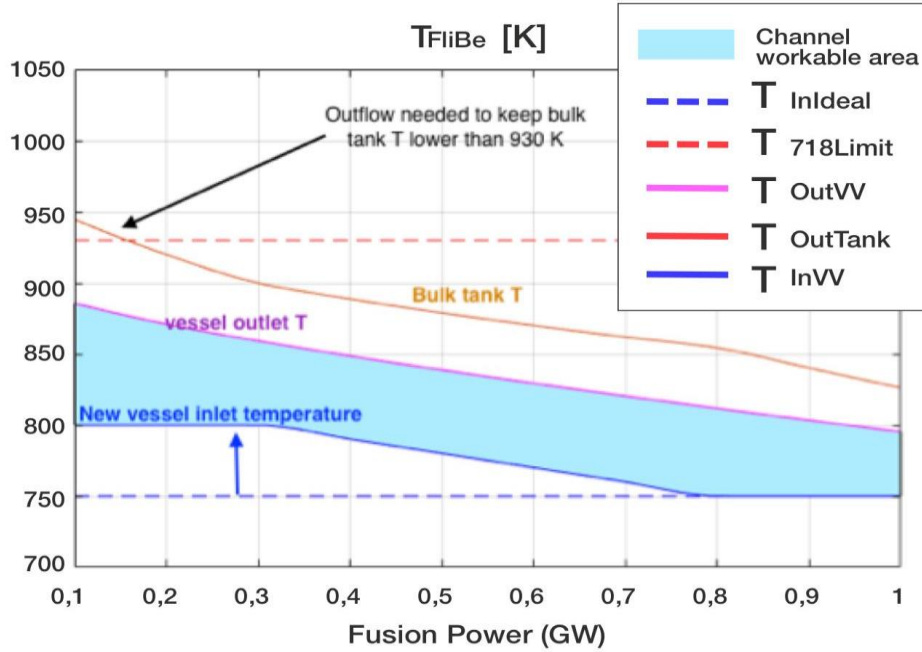 TFliBe [K]
Channel
workable area
T InIdeal
T 718Limit
T OutVV
T OutTank
T InVV
Outflow needed to keep bulk
tank T lower than 930 K
Bulk tank T
vessel outlet T
New vessel inlet temperature
1050
1000
950
900
850
800
750
700
0,1 0,2 0,3 0,4 0,5 0,6 0,7 0,8 0,9 1
Fusion Power (GW)